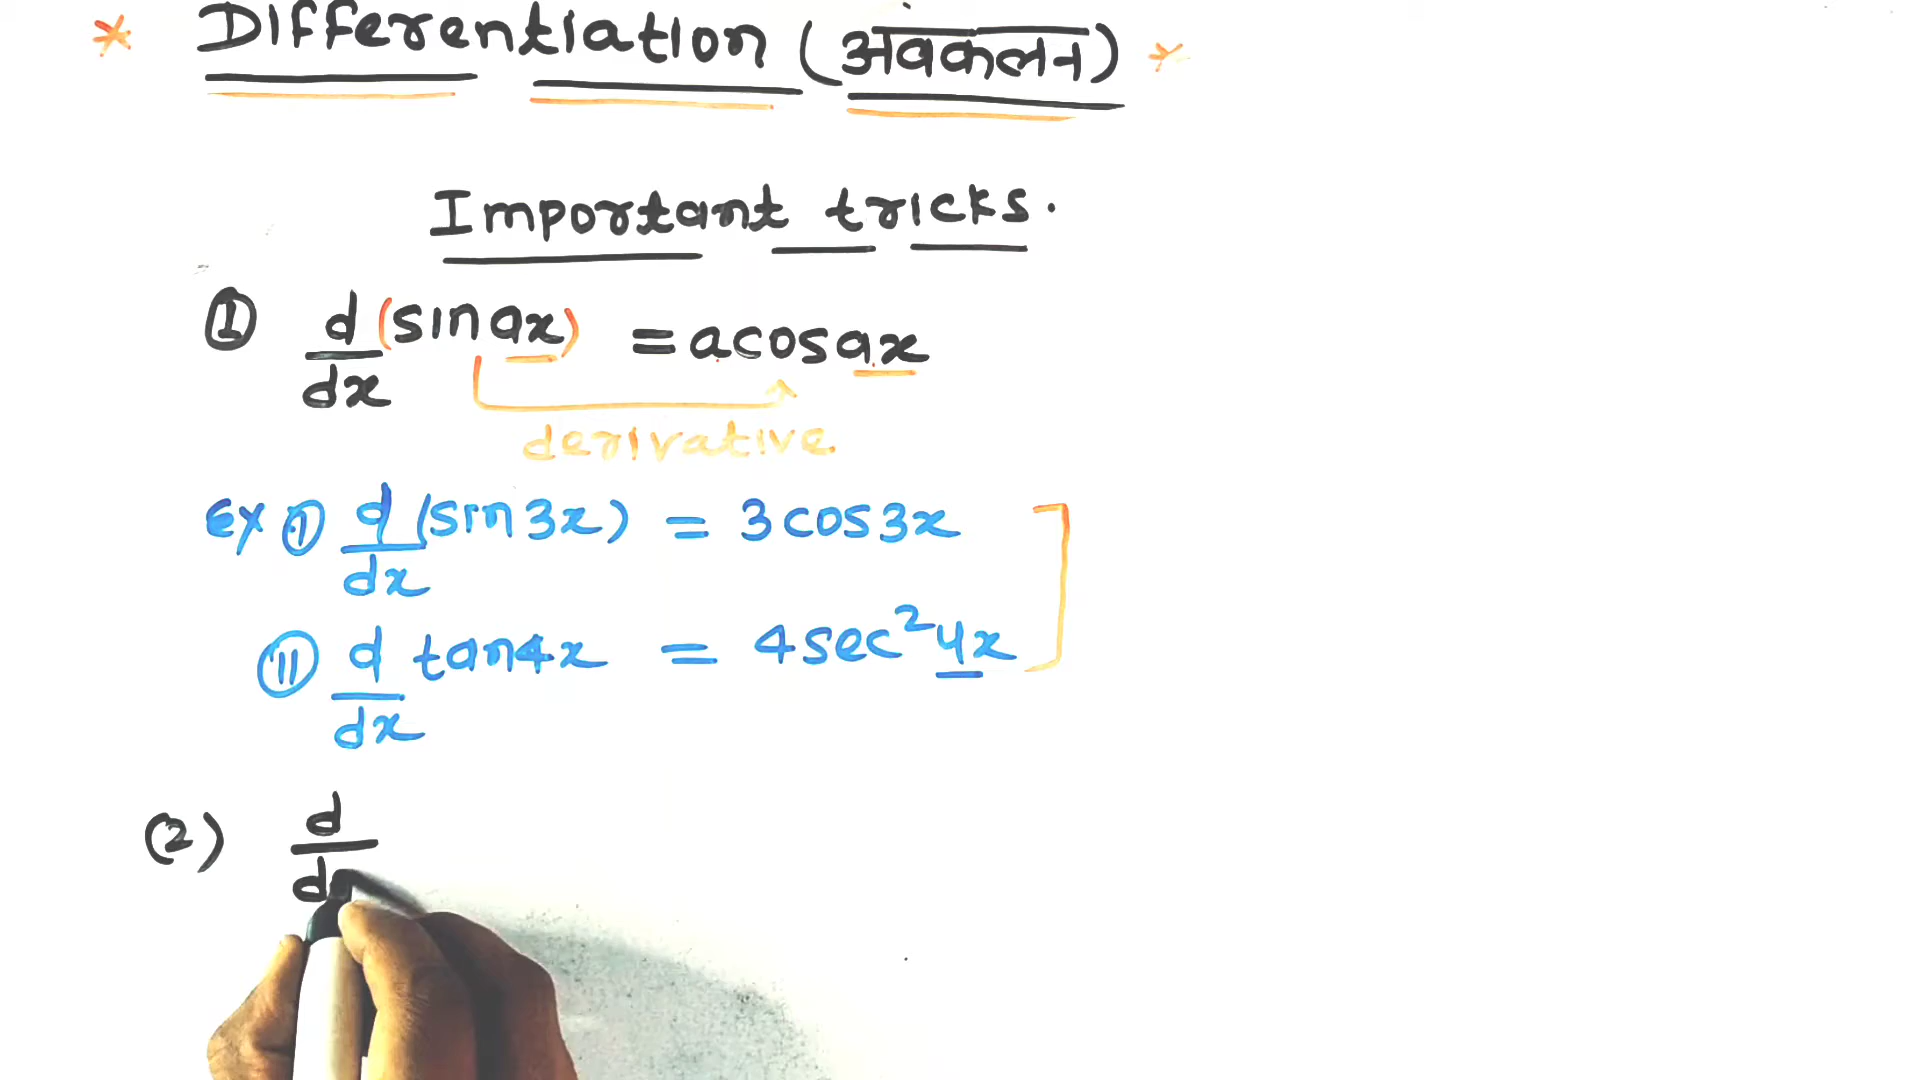 * Differentiation (अवकलन) *
Important tricks.
① d/dx (sin ax) = a cos ax
derivative
Ex ① d/dx (sin 3x) = 3 cos 3x
(II) d/dx tan 4x = 4 sec² 4x
(2) d/d